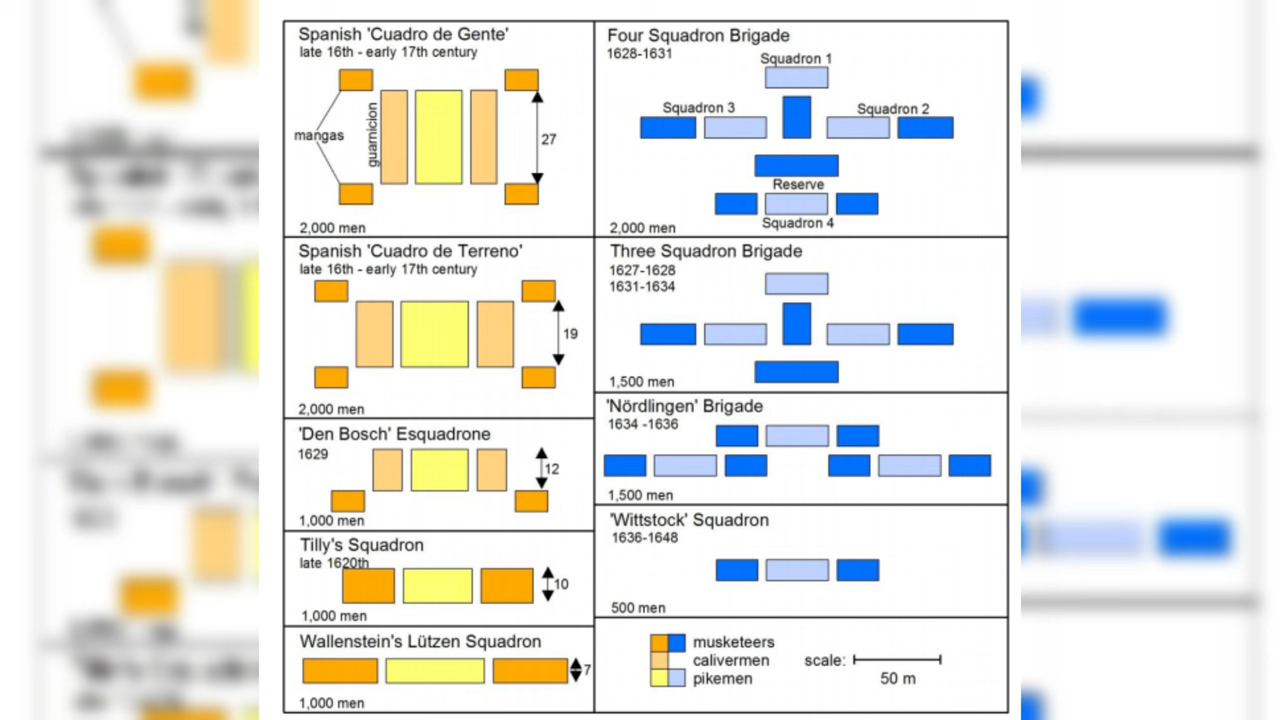 Spanish 'Cuadro de Gente'
late 16th - early 17th century
mangas
guarnicion
27
2,000 men
Spanish 'Cuadro de Terreno'
late 16th - early 17th century
19
2,000 men
'Den Bosch' Esquadrone
1629
12
1,000 men
Tilly's Squadron
late 1620th
10
1,000 men
Wallenstein's Lützen Squadron
7
1,000 men
Four Squadron Brigade
1628-1631
Squadron 1
Squadron 3
Squadron 2
Reserve
Squadron 4
2,000 men
Three Squadron Brigade
1627-1628
1631-1634
1,500 men
'Nördlingen' Brigade
1634 -1636
1,500 men
'Wittstock' Squadron
1636-1648
500 men
musketeers
calivermen
pikemen
scale:
50 m